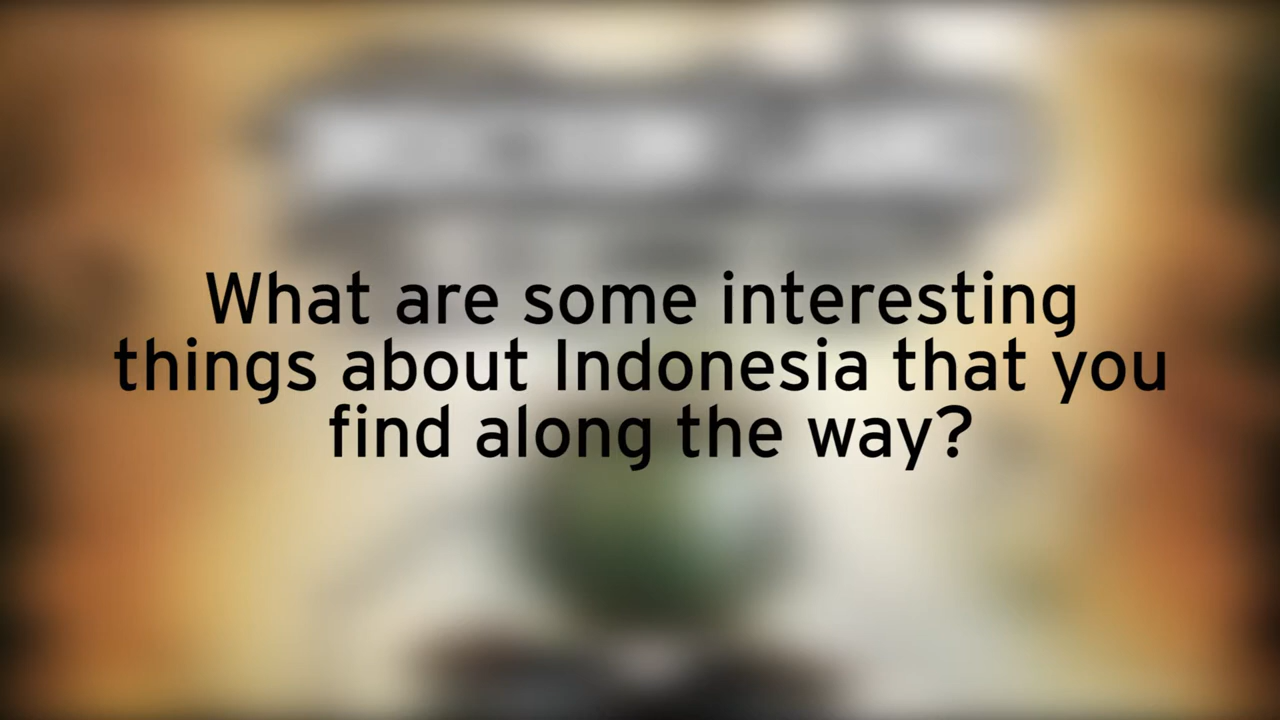 What are some interesting
things about Indonesia that you
find along the way?